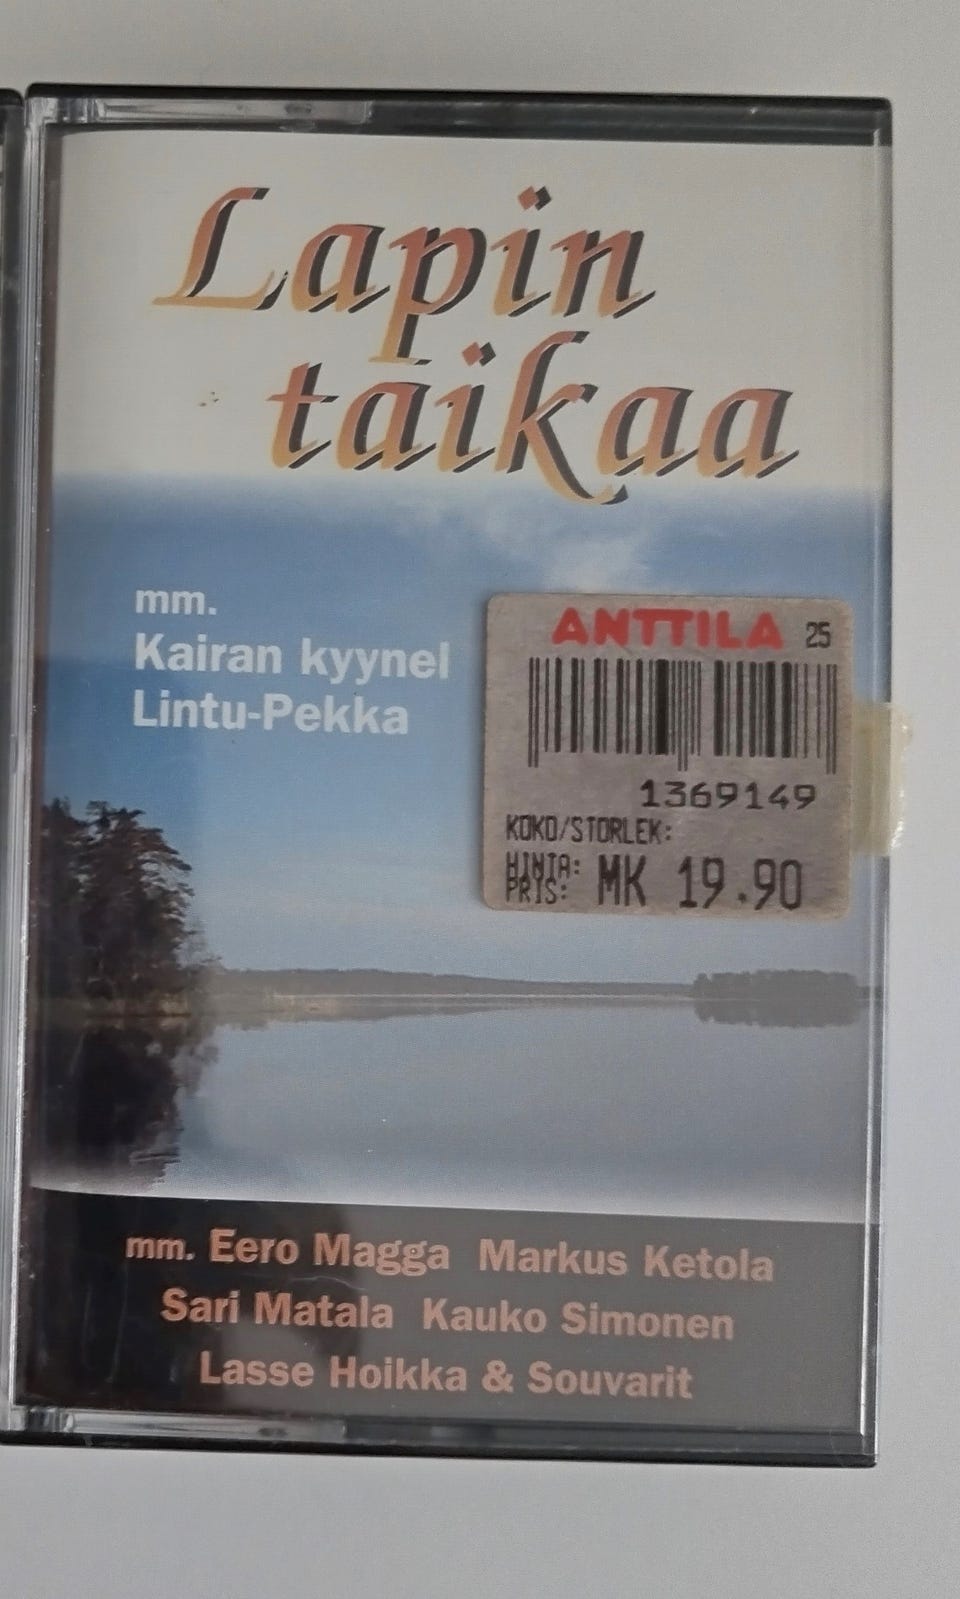 Lapin
taikaa
mm.
Kairan kyynel
Lintu-Pekka
ANTTILA 25
1369149
KOKO/STORLEK:
HINTA:
PRIS: MK 19.90
mm. Eero Magga Markus Ketola
Sari Matala Kauko Simonen
Lasse Hoikka & Souvarit